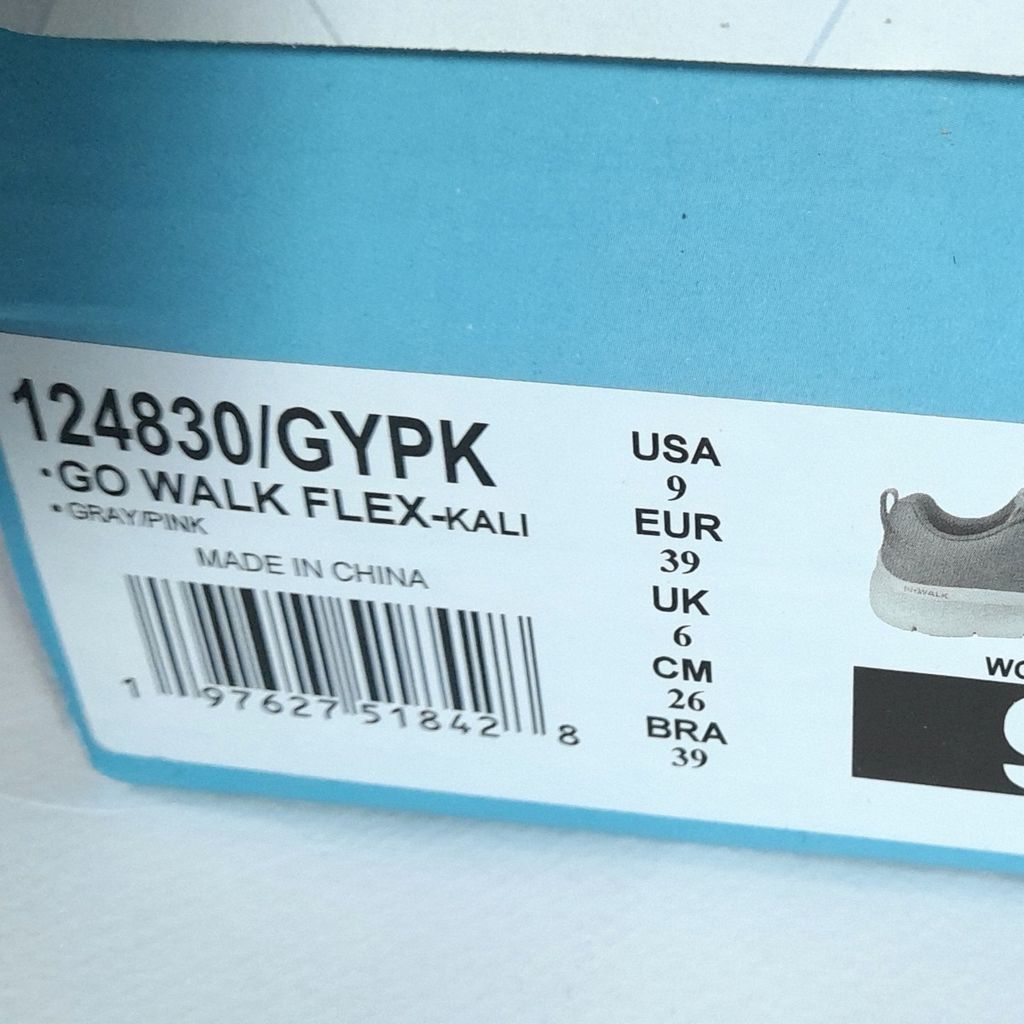 124830/GYPK
•GO WALK FLEX-KALI
•GRAY/PINK
MADE IN CHINA
1 97627 51842 8
USA
9
EUR
39
UK
6
CM
26
BRA
39